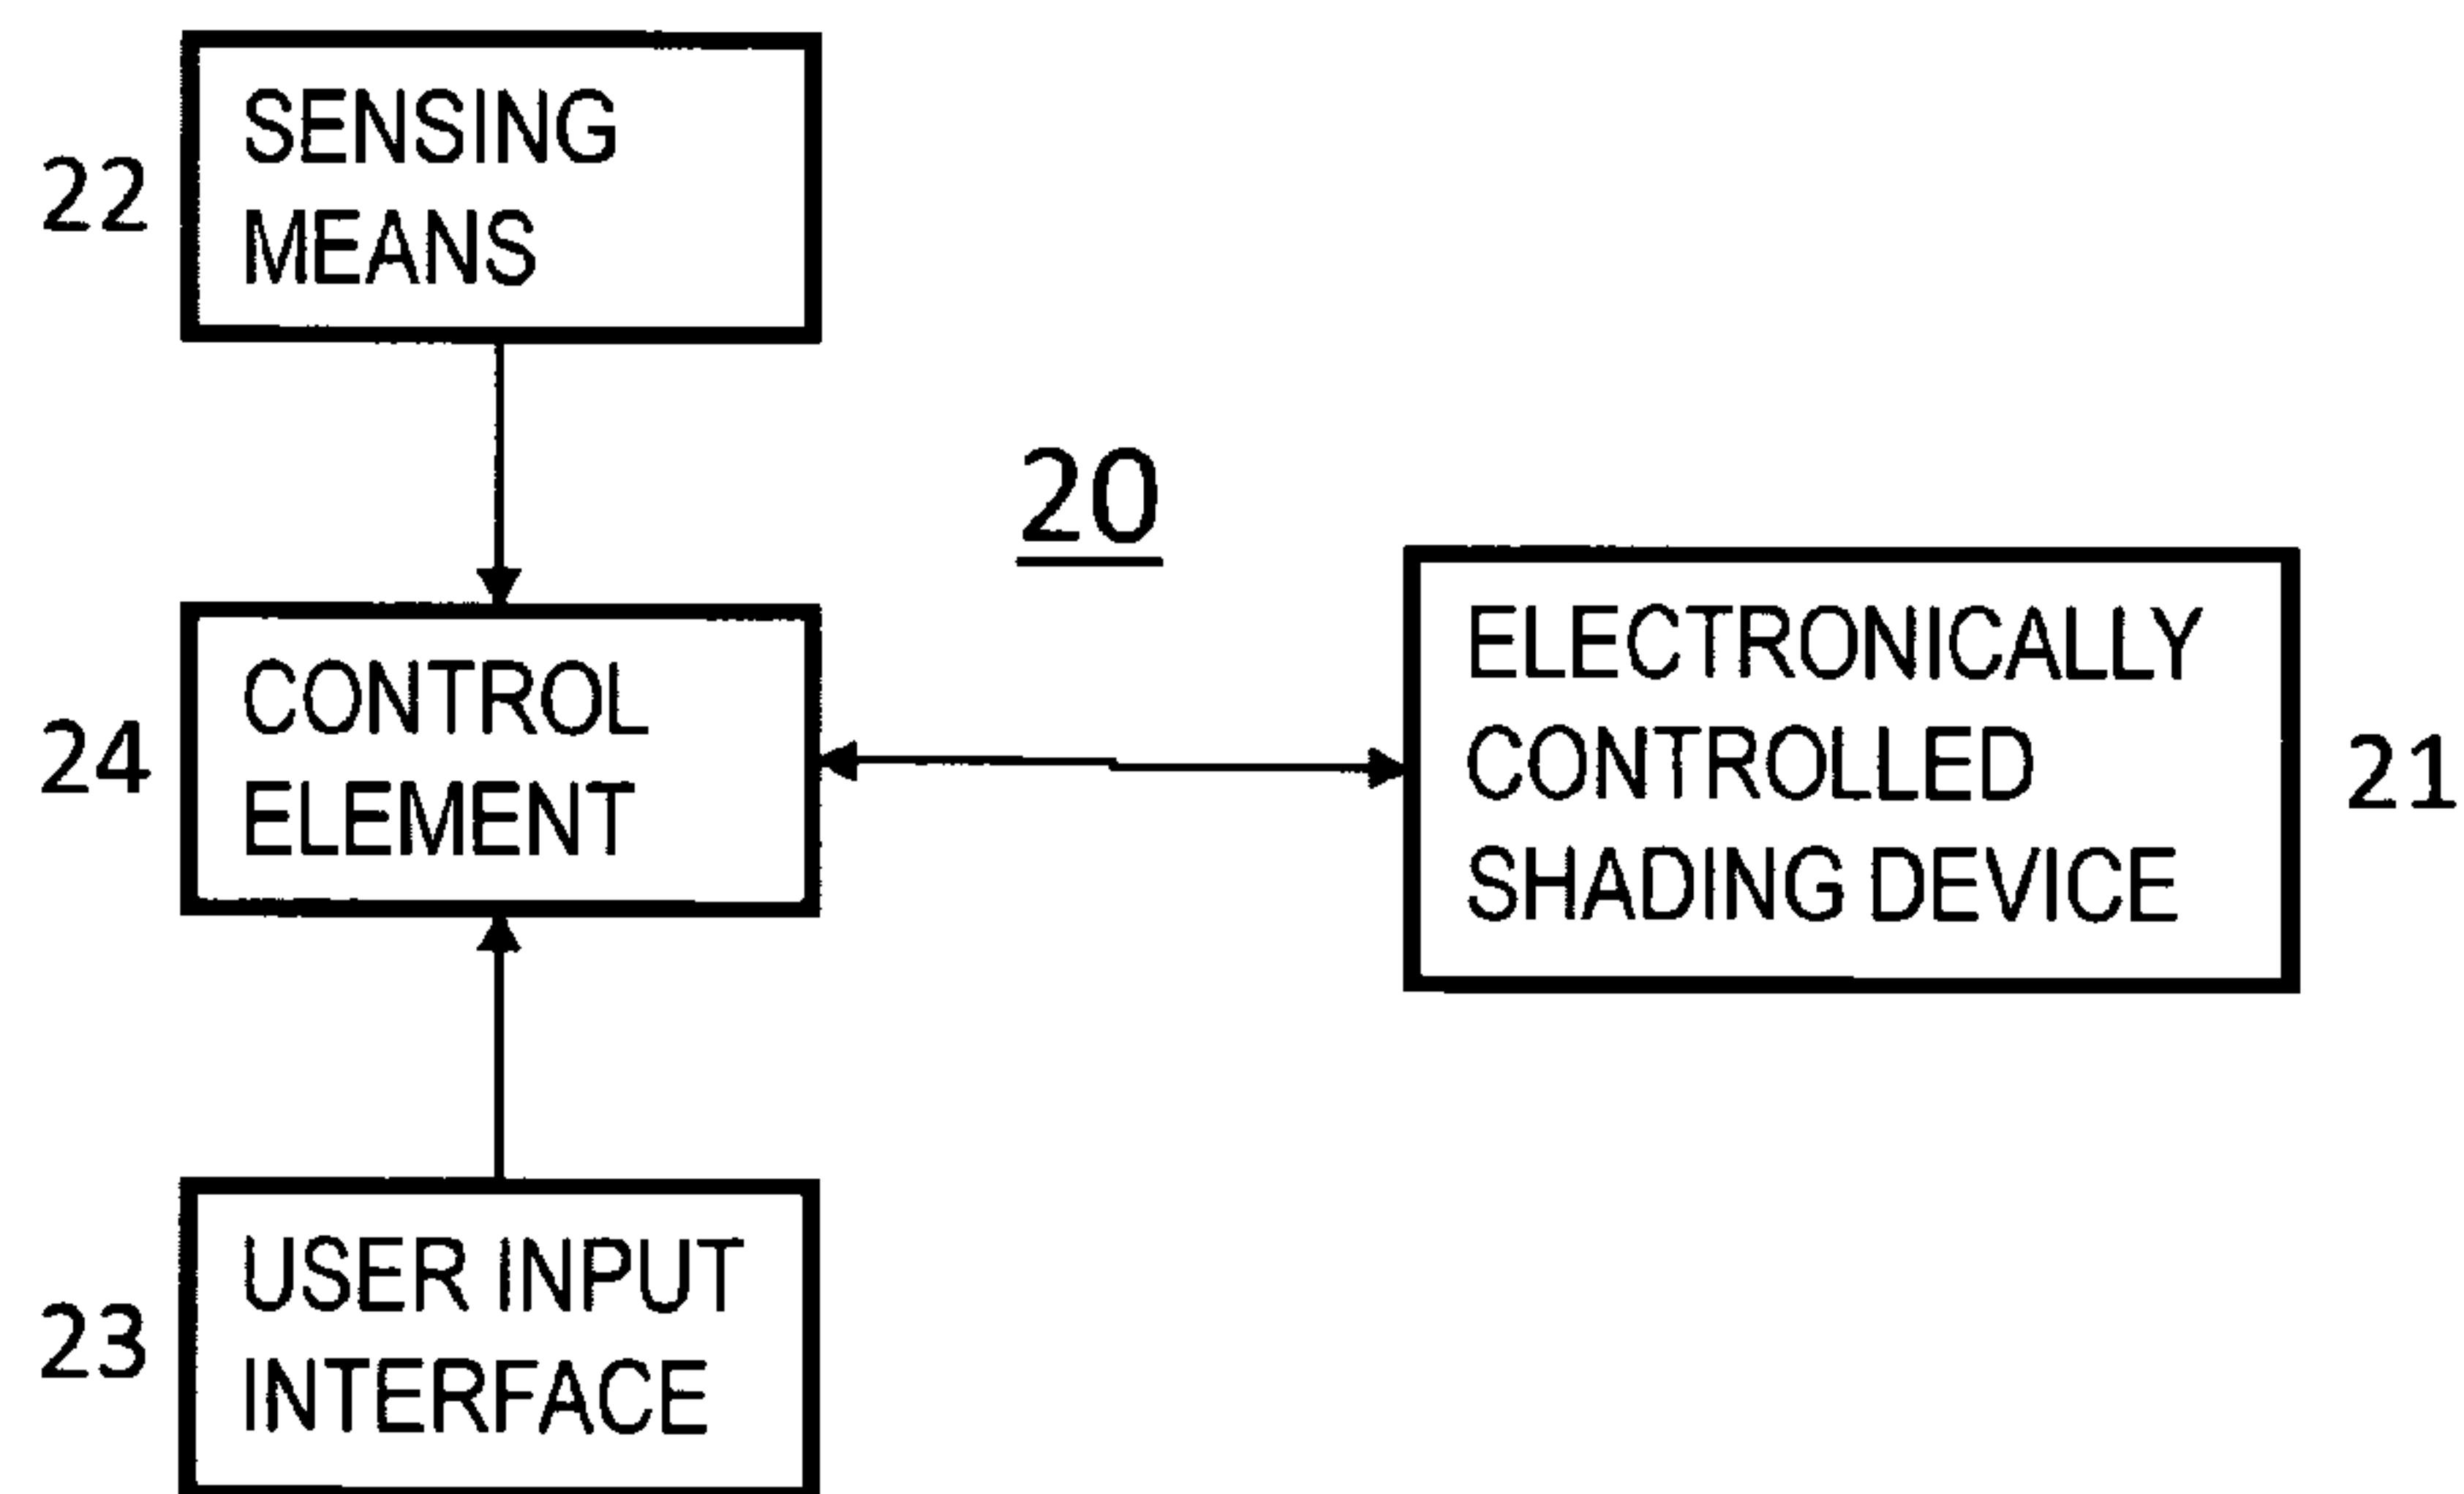 22
SENSING
MEANS
20
24
CONTROL
ELEMENT
ELECTRONICALLY
CONTROLLED
SHADING DEVICE
21
23
USER INPUT
INTERFACE